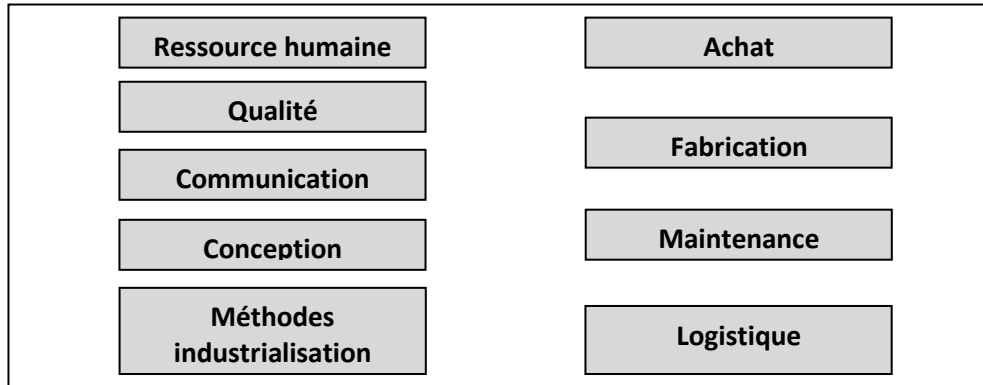 Ressource humaine
Qualité
Communication
Conception
Méthodes
industrialisation
Achat
Fabrication
Maintenance
Logistique